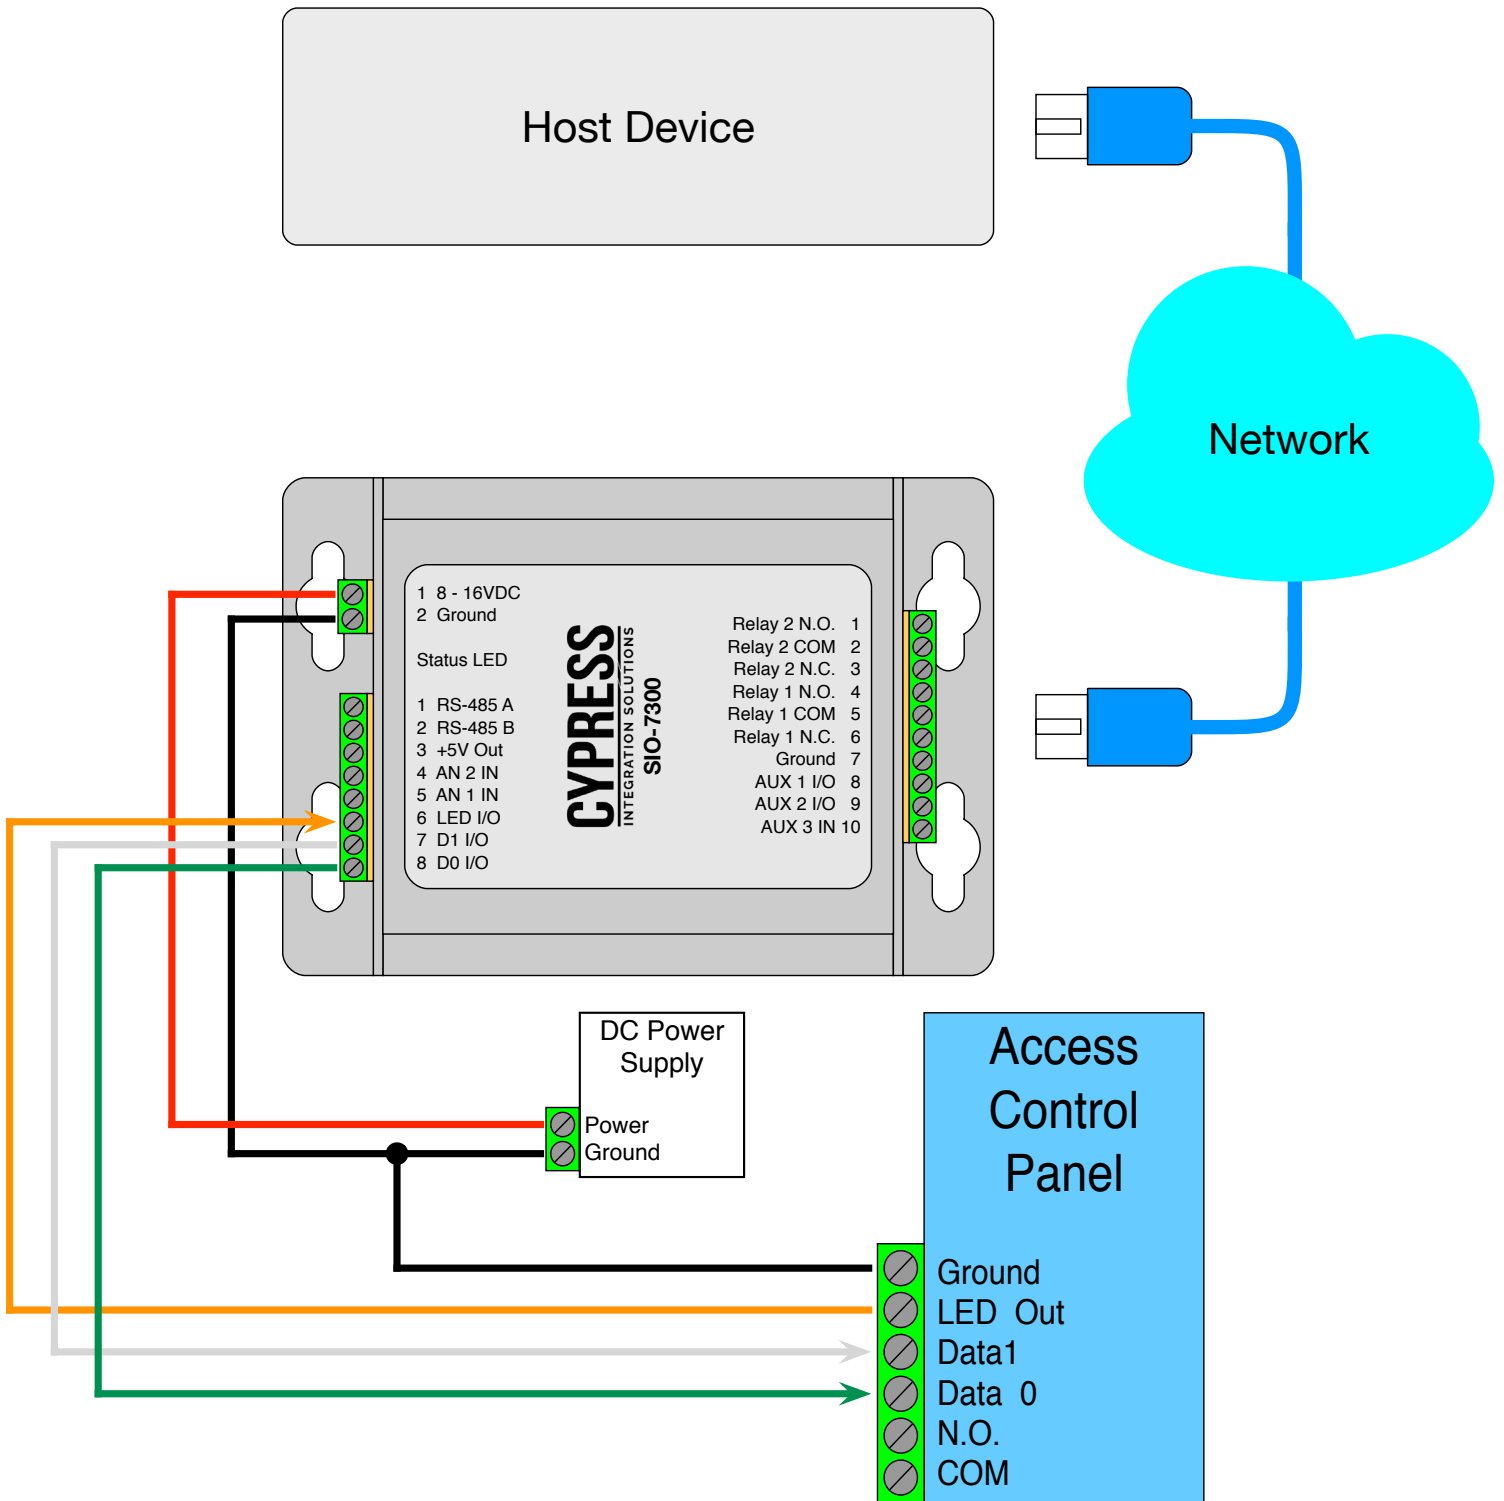 Host Device
Network
1 8 - 16VDC
2 Ground
Status LED
1 RS-485 A
2 RS-485 B
3 +5V Out
4 AN 2 IN
5 AN 1 IN
6 LED I/O
7 D1 I/O
8 D0 I/O
CYPRESS
INTEGRATION SOLUTIONS
SIO-7300
Relay 2 N.O. 1
Relay 2 COM 2
Relay 2 N.C. 3
Relay 1 N.O. 4
Relay 1 COM 5
Relay 1 N.C. 6
Ground 7
AUX 1 I/O 8
AUX 2 I/O 9
AUX 3 IN 10
DC Power
Supply
Power
Ground
Access
Control
Panel
Ground
LED Out
Data1
Data 0
N.O.
COM